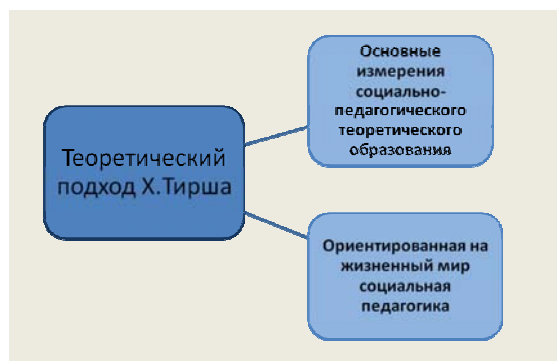 Теоретический
подход Х.Тирша
Основные
измерения
социально-
педагогического
теоретического
образования
Ориентированная на
жизненный мир
социальная
педагогика